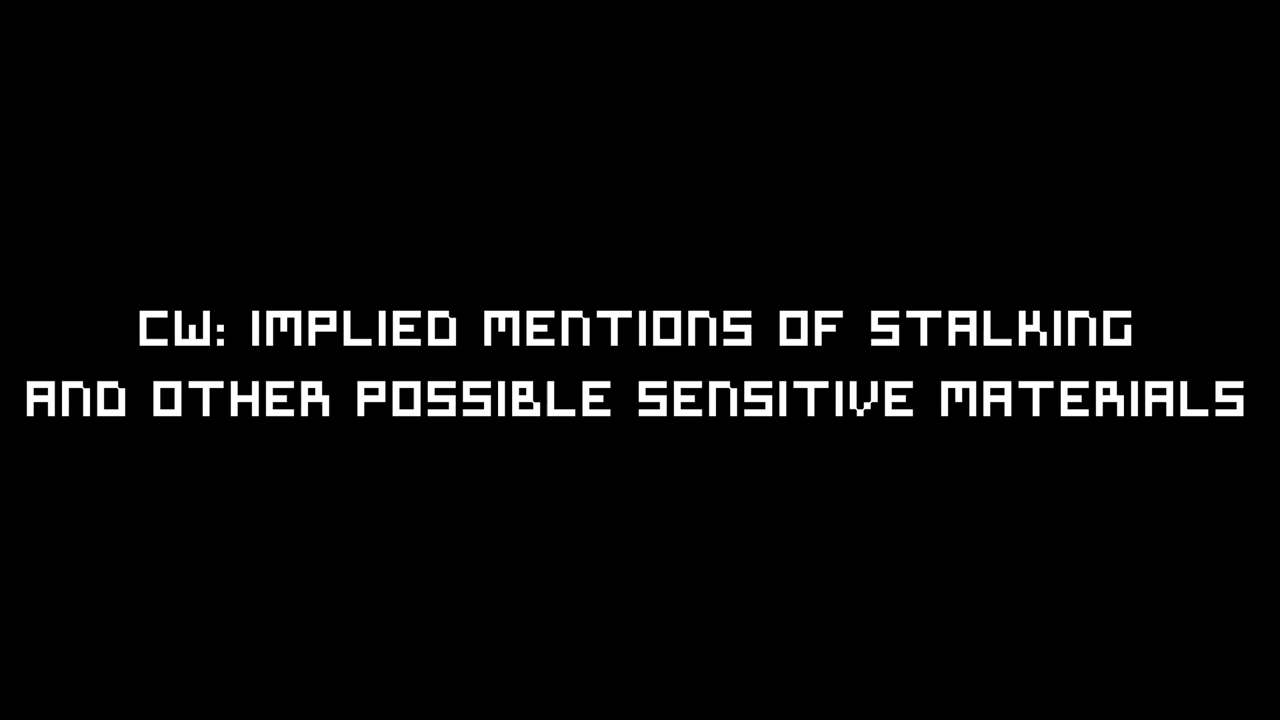 CW: IMPLIED MENTIONS OF STALKING
AND OTHER POSSIBLE SENSITIVE MATERIALS